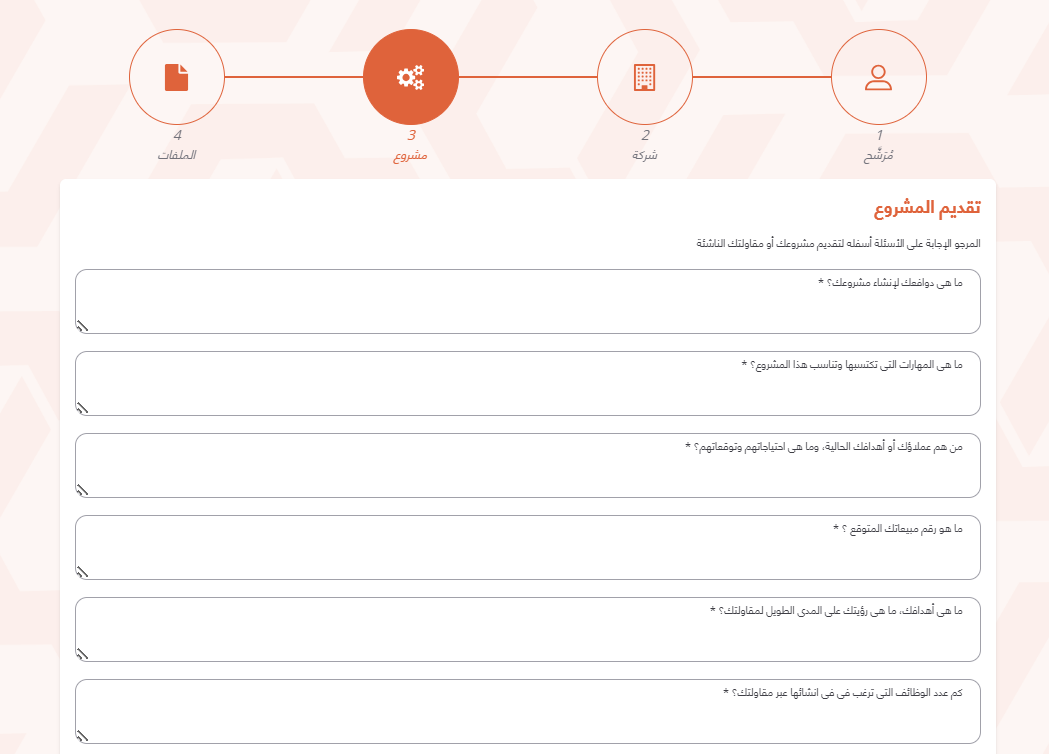 1
مُرَشَّح
2
شركة
3
مشروع
4
الملفات
تقديم المشروع
المرجو الإجابة على الأسئلة أسفله لتقديم مشروعك أو مقاولتك الناشئة
ما هي دوافعك لإنشاء مشروعك؟ *
ما هي المهارات التي تكتسبها وتناسب هذا المشروع؟ *
من هم عملاؤك أو أهدافك الحالية، وما هي احتياجاتهم وتوقعاتهم؟ *
ما هو رقم مبيعاتك المتوقع ؟ *
ما هي أهدافك، ما هي رؤيتك على المدى الطويل لمقاولتك؟ *
كم عدد الوظائف التي ترغب في في انشائها عبر مقاولتك؟ *